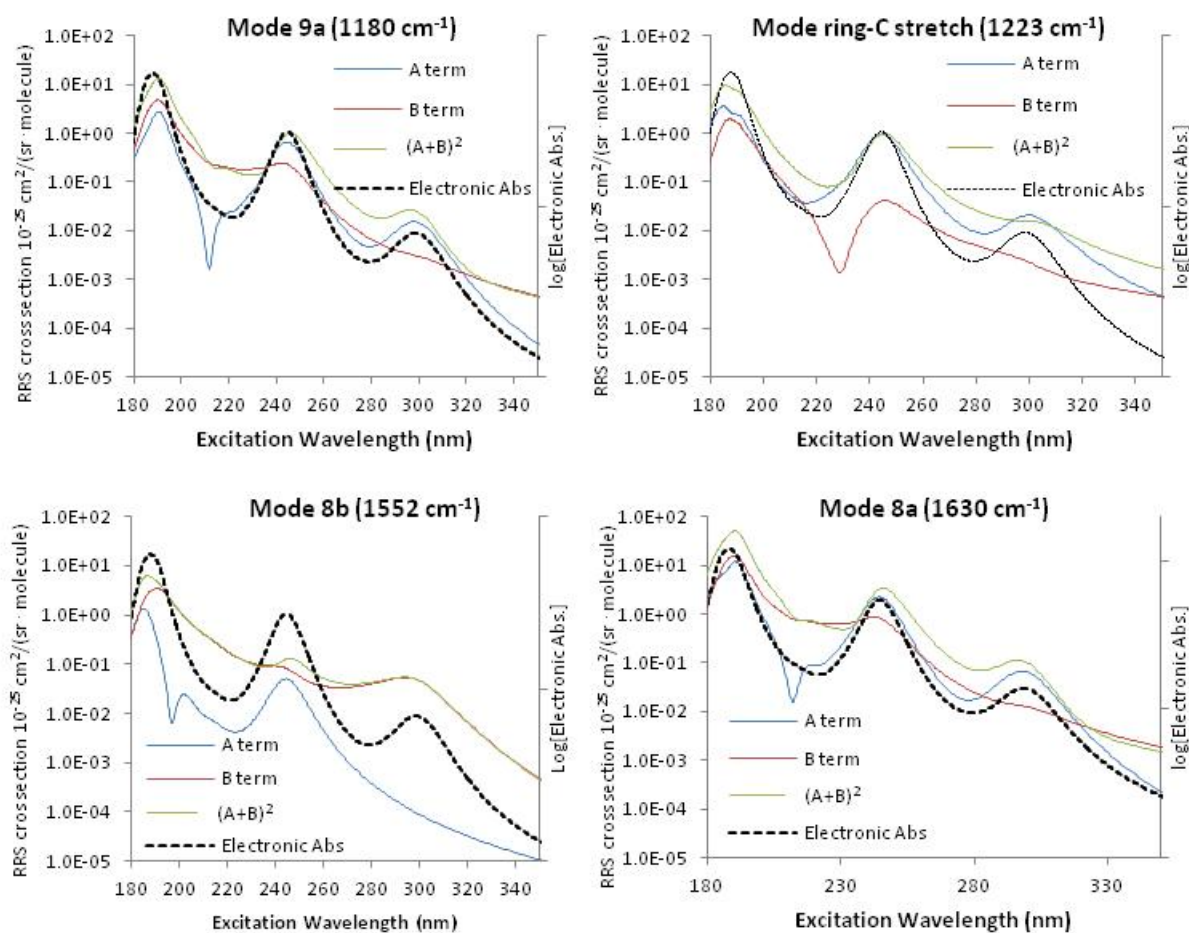 Mode 9a (1180 cm⁻¹)
RRS crosssection 10⁻²⁵ cm²/(sr · molecule)
1.0E+02
1.0E+01
1.0E+00
1.0E-01
1.0E-02
1.0E-03
1.0E-04
1.0E-05
A term
B term
(A+B)²
Electronic Abs
log[Electronic Abs.]
180 200 220 240 260 280 300 320 340
Excitation Wavelength (nm)
Mode ring-C stretch (1223 cm⁻¹)
RRS crosssection 10⁻²⁵ cm²/(sr · molecule)
1.0E+02
1.0E+01
1.0E+00
1.0E-01
1.0E-02
1.0E-03
1.0E-04
1.0E-05
A term
B term
(A+B)²
Electronic Abs
log[Electronic Abs.]
180 200 220 240 260 280 300 320 340
Excitation Wavelength (nm)
Mode 8b (1552 cm⁻¹)
RRS crosssection 10⁻²⁵ cm²/(sr · molecule)
1.0E+02
1.0E+01
1.0E+00
1.0E-01
1.0E-02
1.0E-03
1.0E-04
1.0E-05
A term
B term
(A+B)²
Electronic Abs
Log[Electronic Abs.]
180 200 220 240 260 280 300 320 340
Excitation Wavelength (nm)
Mode 8a (1630 cm⁻¹)
RRS crosssection 10⁻²⁵ cm²/(sr · molecule)
1.0E+02
1.0E+01
1.0E+00
1.0E-01
1.0E-02
1.0E-03
1.0E-04
1.0E-05
A term
B term
(A+B)²
Electronic Abs
log[Electronic Abs.]
180 230 280 330
Excitation Wavelength (nm)